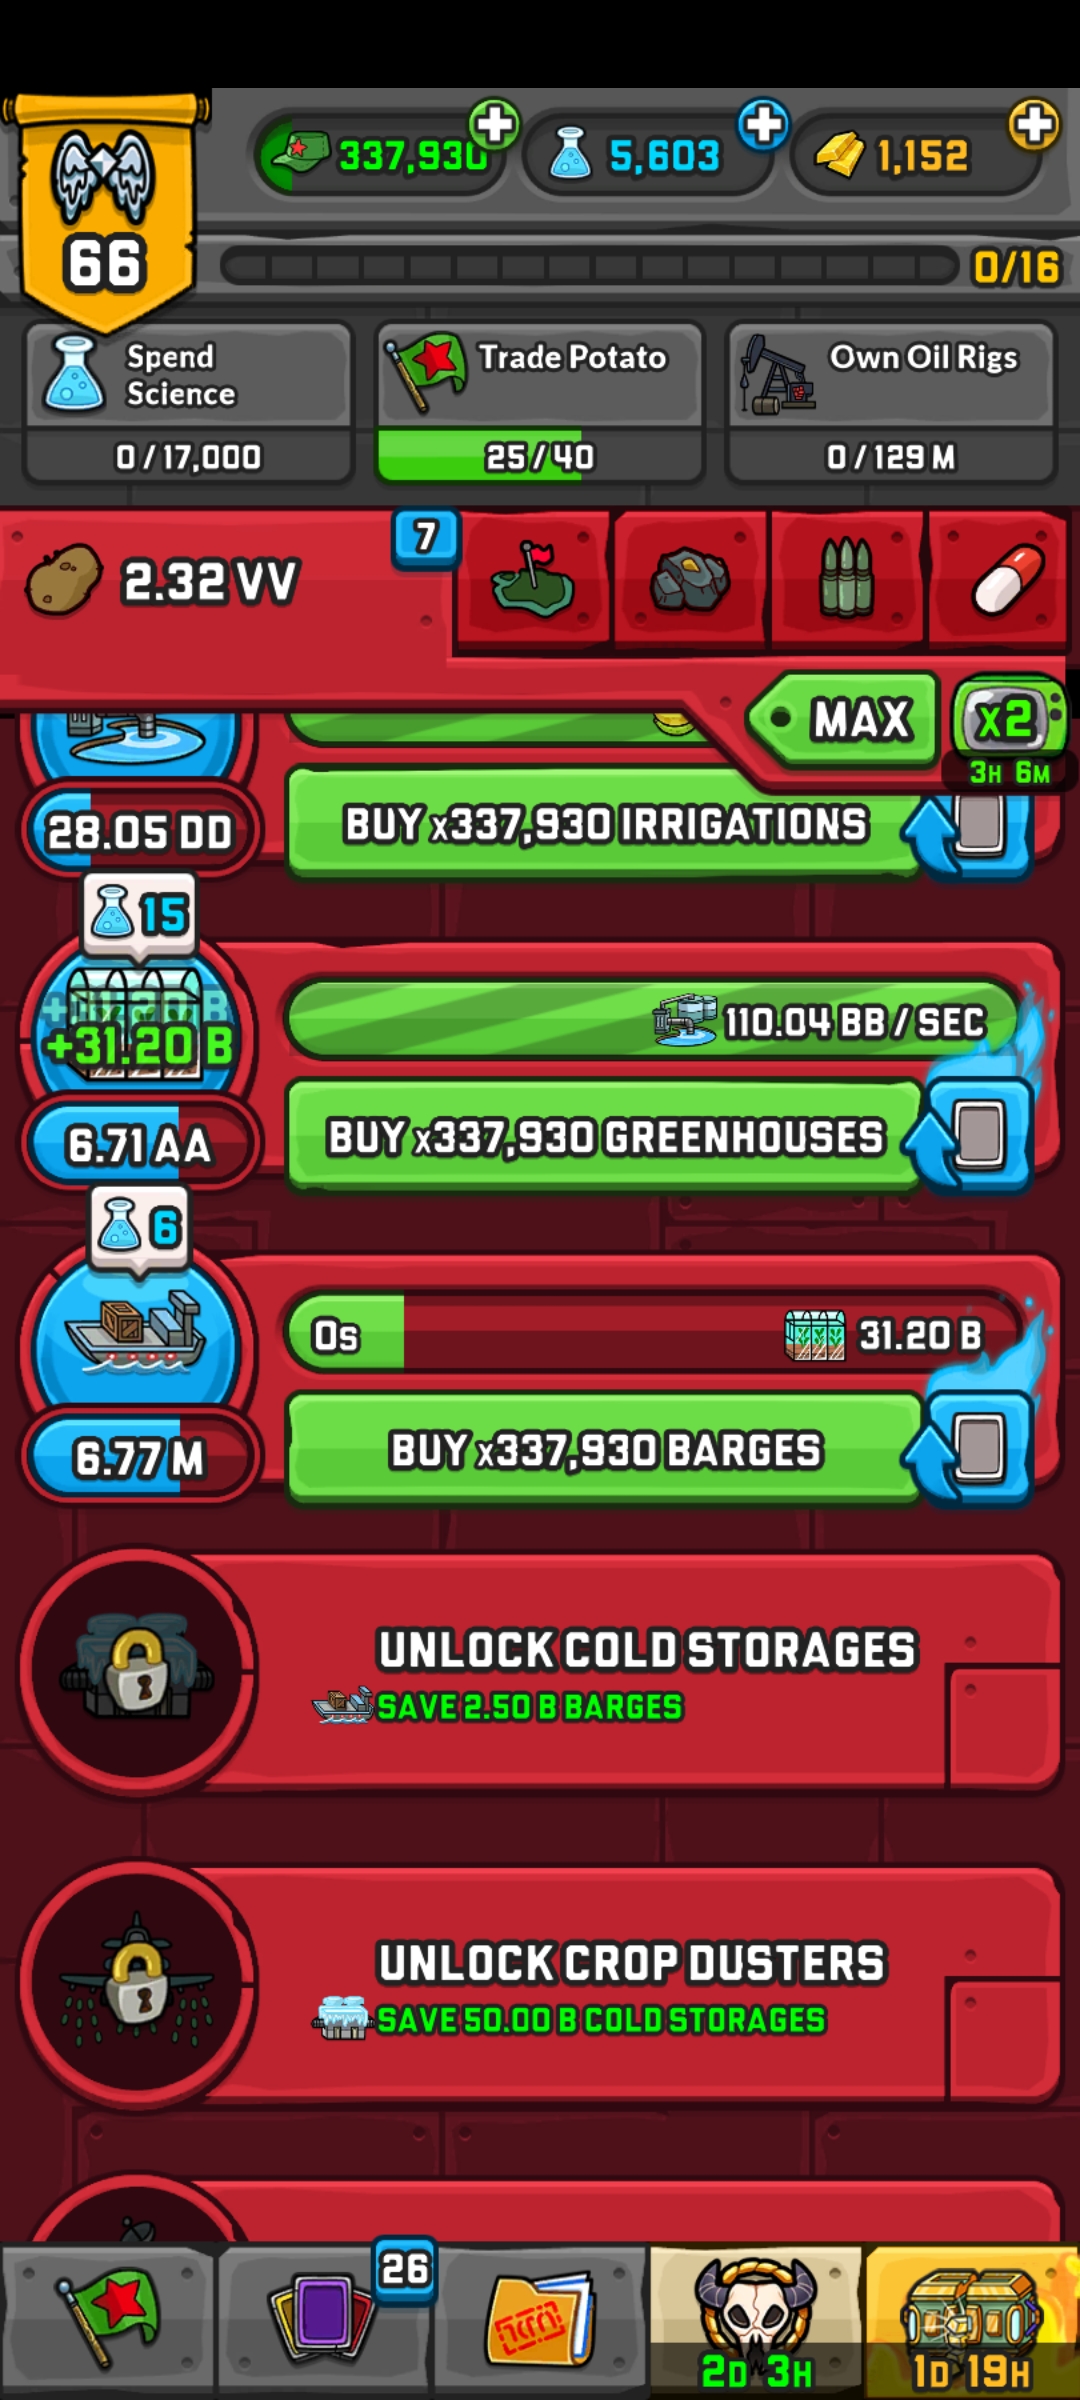 337,930
5,603
1,152
66
0/16
Spend
Science
0/17,000
Trade Potato
25/40
Own Oil Rigs
0/129 M
2.32 VV
7
MAX
x2
3H 6M
28.05 DD
BUY x337,930 IRRIGATIONS
15
+31.20 B
110.04 BB / SEC
6.71 AA
BUY x337,930 GREENHOUSES
6
0s
31.20 B
6.77 M
BUY x337,930 BARGES
UNLOCK COLD STORAGES
SAVE 2.50 B BARGES
UNLOCK CROP DUSTERS
SAVE 50.00 B COLD STORAGES
26
2D 3H
1D 19H